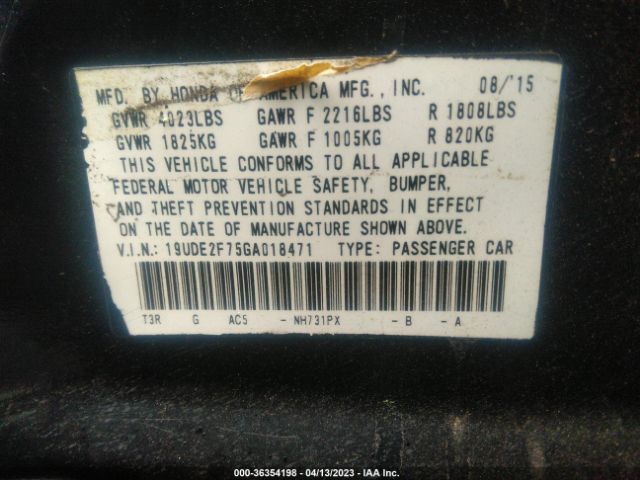 MFD. BY HONDA OF AMERICA MFG., INC. 08/'15
GVWR 4023LBS GAWR F 2216LBS R 1808LBS
GVWR 1825KG GAWR F 1005KG R 820KG
THIS VEHICLE CONFORMS TO ALL APPLICABLE
FEDERAL MOTOR VEHICLE SAFETY, BUMPER,
AND THEFT PREVENTION STANDARDS IN EFFECT
ON THE DATE OF MANUFACTURE SHOWN ABOVE.
V.I.N.: 19UDE2F75GA018471 TYPE: PASSENGER CAR
T3R G AC5 - NH731PX - B - A
000-36354198 - 04/13/2023 - IAA Inc.